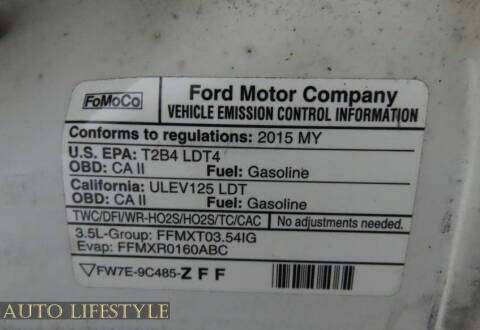 FoMoCo
Ford Motor Company
VEHICLE EMISSION CONTROL INFORMATION
Conforms to regulations: 2015 MY
U.S. EPA: T2B4 LDT4
OBD: CA II Fuel: Gasoline
California: ULEV125 LDT
OBD: CA II Fuel: Gasoline
TWC/DFI/WR-HO2S/HO2S/TC/CAC No adjustments needed.
3.5L-Group: FFMXT03.54IG
Evap: FFMXR0160ABC
FW7E-9C485-ZFF
AUTO LIFESTYLE